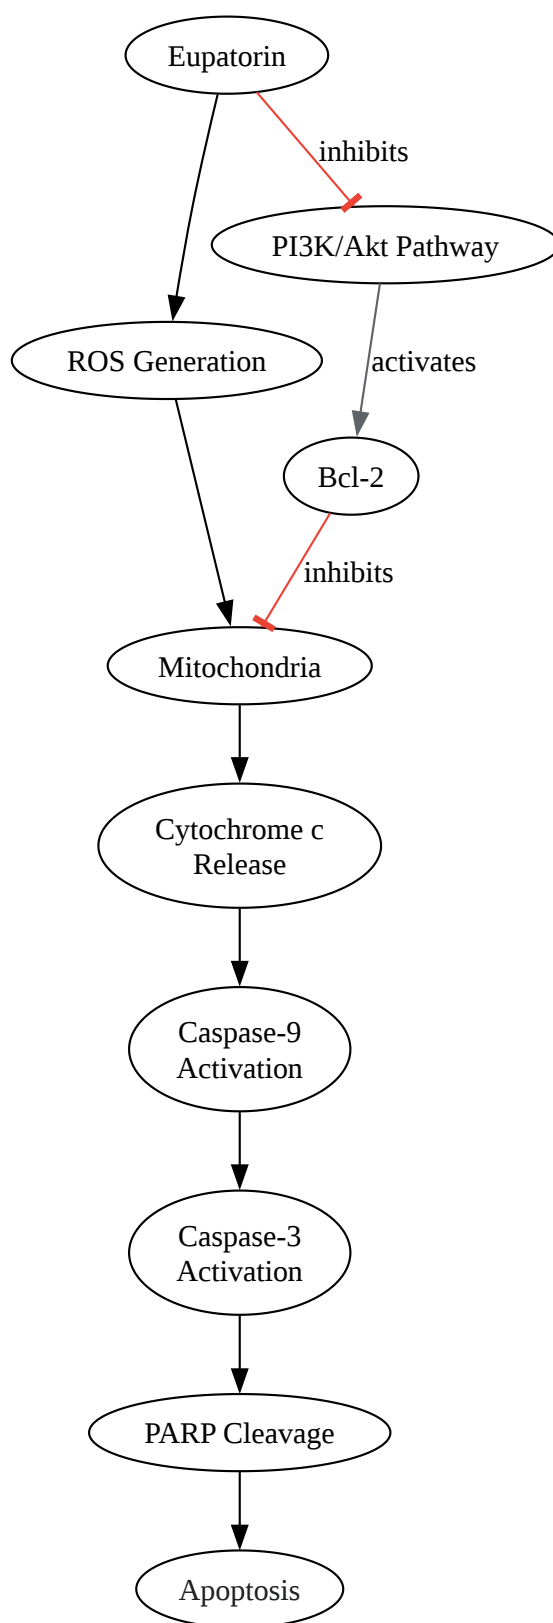 Eupatorin
inhibits
PI3K/Akt Pathway
ROS Generation
activates
Bcl-2
inhibits
Mitochondria
Cytochrome c
Release
Caspase-9
Activation
Caspase-3
Activation
PARP Cleavage
Apoptosis